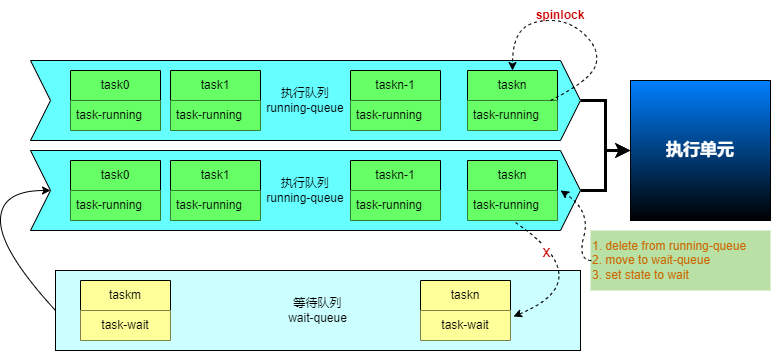 spinlock
task0
task-running
task1
task-running
执行队列
running-queue
taskn-1
task-running
taskn
task-running
执行单元
task0
task-running
task1
task-running
执行队列
running-queue
taskn-1
task-running
taskn
task-running
1. delete from running-queue
2. move to wait-queue
3. set state to wait
X
taskm
task-wait
等待队列
wait-queue
taskn
task-wait